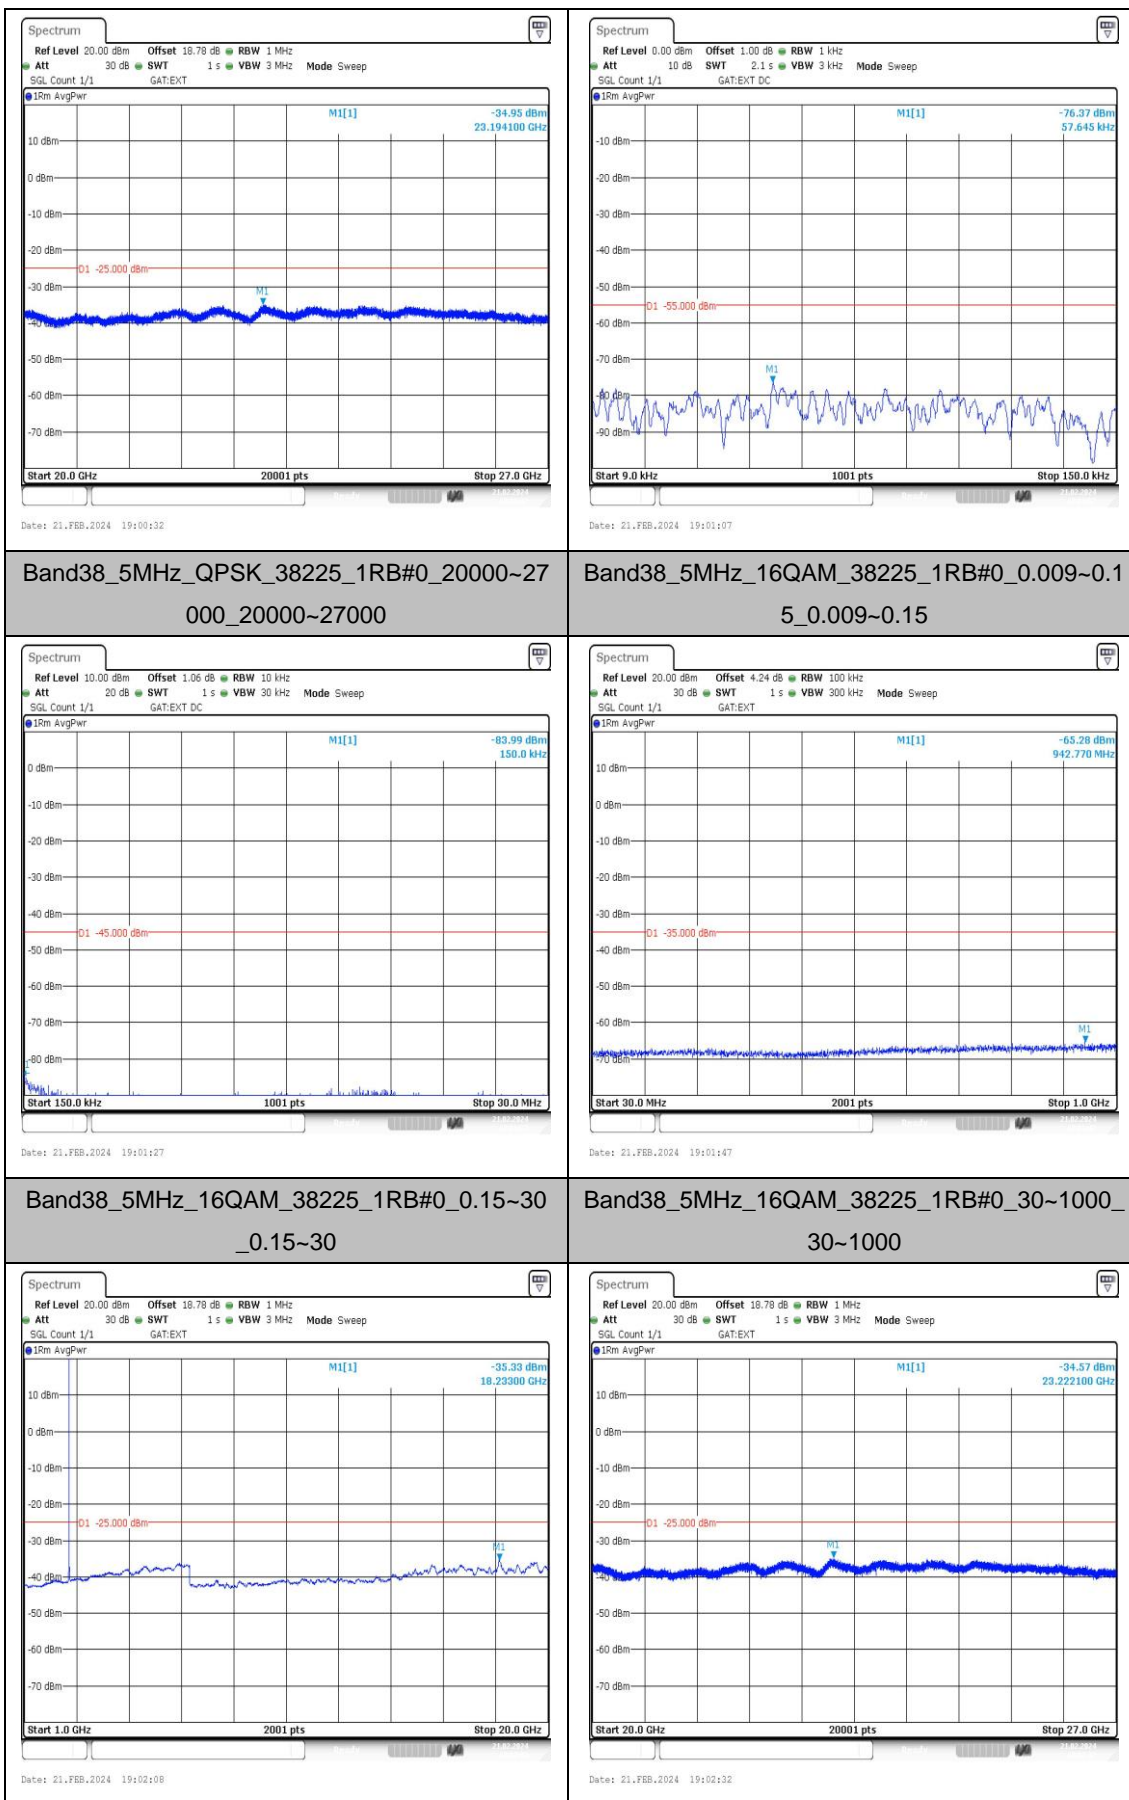 Spectrum
Ref Level 20.00 dBm Offset 18.78 dB RBW 1 MHz
Att 30 dB SWT 1 s VBW 3 MHz Mode Sweep
SGL Count 1/1 GAT:EXT
1Rm AvgPwr
M1[1] -34.95 dBm
23.194100 GHz
10 dBm
0 dBm
-10 dBm
-20 dBm
D1 -25.000 dBm
-30 dBm
M1
-40 dBm
-50 dBm
-60 dBm
-70 dBm
Start 20.0 GHz 20001 pts Stop 27.0 GHz
Date: 21.FEB.2024 19:00:32
Spectrum
Ref Level 0.00 dBm Offset 1.00 dB RBW 1 kHz
Att 10 dB SWT 2.1 s VBW 3 kHz Mode Sweep
SGL Count 1/1 GAT:EXT DC
1Rm AvgPwr
M1[1] -76.37 dBm
57.645 kHz
-10 dBm
-20 dBm
-30 dBm
-40 dBm
-50 dBm
D1 -55.000 dBm
-60 dBm
-70 dBm
M1
-80 dBm
-90 dBm
Start 9.0 kHz 1001 pts Stop 150.0 kHz
Date: 21.FEB.2024 19:01:07
Band38_5MHz_QPSK_38225_1RB#0_20000~27
000_20000~27000
Band38_5MHz_16QAM_38225_1RB#0_0.009~0.1
5_0.009~0.15
Spectrum
Ref Level 10.00 dBm Offset 1.06 dB RBW 10 kHz
Att 20 dB SWT 1 s VBW 30 kHz Mode Sweep
SGL Count 1/1 GAT:EXT DC
1Rm AvgPwr
M1[1] -83.99 dBm
150.0 kHz
0 dBm
-10 dBm
-20 dBm
-30 dBm
-40 dBm
D1 -45.000 dBm
-50 dBm
-60 dBm
-70 dBm
-80 dBm
Start 150.0 kHz 1001 pts Stop 30.0 MHz
Date: 21.FEB.2024 19:01:27
Spectrum
Ref Level 20.00 dBm Offset 4.24 dB RBW 100 kHz
Att 30 dB SWT 1 s VBW 300 kHz Mode Sweep
SGL Count 1/1 GAT:EXT
1Rm AvgPwr
M1[1] -65.28 dBm
942.770 MHz
10 dBm
0 dBm
-10 dBm
-20 dBm
-30 dBm
D1 -35.000 dBm
-40 dBm
-50 dBm
-60 dBm
M1
-70 dBm
Start 30.0 MHz 2001 pts Stop 1.0 GHz
Date: 21.FEB.2024 19:01:47
Band38_5MHz_16QAM_38225_1RB#0_0.15~30
_0.15~30
Band38_5MHz_16QAM_38225_1RB#0_30~1000_
30~1000
Spectrum
Ref Level 20.00 dBm Offset 18.78 dB RBW 1 MHz
Att 30 dB SWT 1 s VBW 3 MHz Mode Sweep
SGL Count 1/1 GAT:EXT
1Rm AvgPwr
M1[1] -35.33 dBm
18.23300 GHz
10 dBm
0 dBm
-10 dBm
-20 dBm
D1 -25.000 dBm
-30 dBm
M1
-40 dBm
-50 dBm
-60 dBm
-70 dBm
Start 1.0 GHz 2001 pts Stop 20.0 GHz
Date: 21.FEB.2024 19:02:08
Spectrum
Ref Level 20.00 dBm Offset 18.78 dB RBW 1 MHz
Att 30 dB SWT 1 s VBW 3 MHz Mode Sweep
SGL Count 1/1 GAT:EXT
1Rm AvgPwr
M1[1] -34.57 dBm
23.222100 GHz
10 dBm
0 dBm
-10 dBm
-20 dBm
D1 -25.000 dBm
-30 dBm
M1
-40 dBm
-50 dBm
-60 dBm
-70 dBm
Start 20.0 GHz 20001 pts Stop 27.0 GHz
Date: 21.FEB.2024 19:02:32